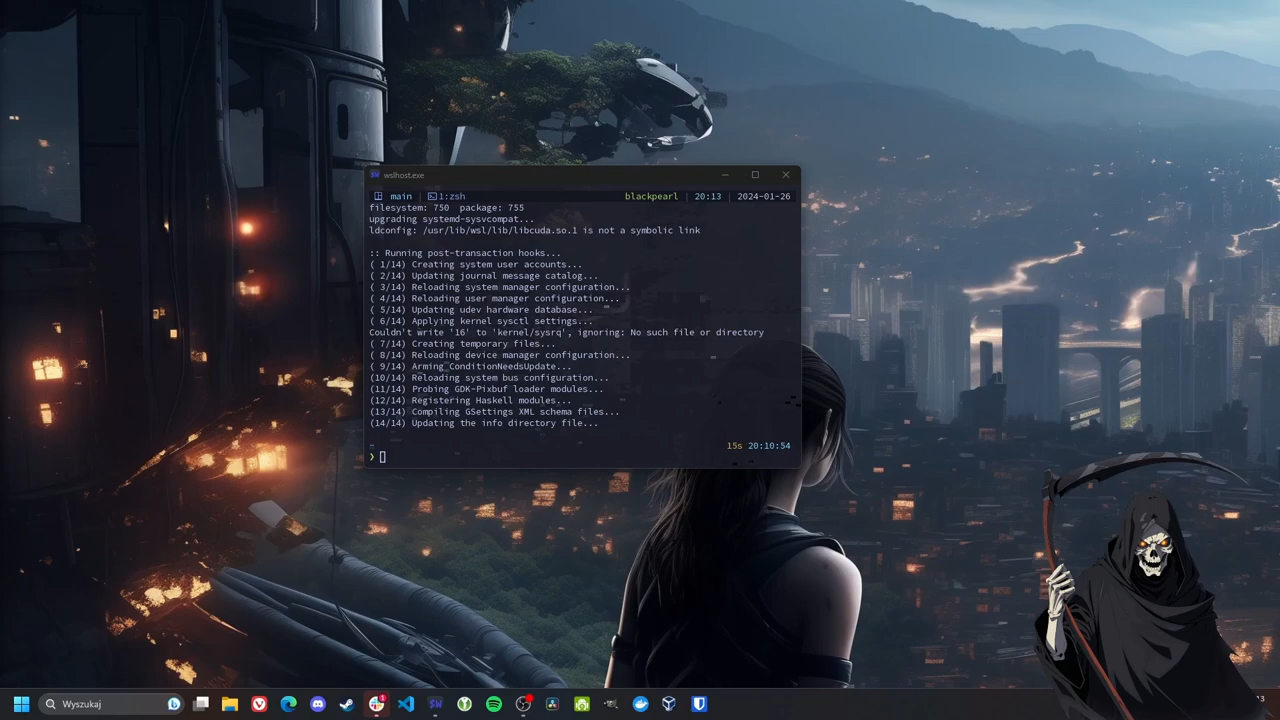 wslhost.exe
main | 1:zsh blackpearl | 20:13 | 2024-01-26
filesystem: 750  package: 755
upgrading systemd-sysvcompat...
ldconfig: /usr/lib/wsl/lib/libcuda.so.1 is not a symbolic link
:: Running post-transaction hooks...
( 1/14) Creating system user accounts...
( 2/14) Updating journal message catalog...
( 3/14) Reloading system manager configuration...
( 4/14) Reloading user manager configuration...
( 5/14) Updating udev hardware database...
( 6/14) Applying kernel sysctl settings...
Couldn't write '16' to 'kernel/sysrq', ignoring: No such file or directory
( 7/14) Creating temporary files...
( 8/14) Reloading device manager configuration...
( 9/14) Arming ConditionNeedsUpdate...
(10/14) Reloading system bus configuration...
(11/14) Probing GDK-Pixbuf loader modules...
(12/14) Registering Haskell modules...
(13/14) Compiling GSettings XML schema files...
(14/14) Updating the info directory file...
~ 15s 20:10:54
❯
Wyszukaj